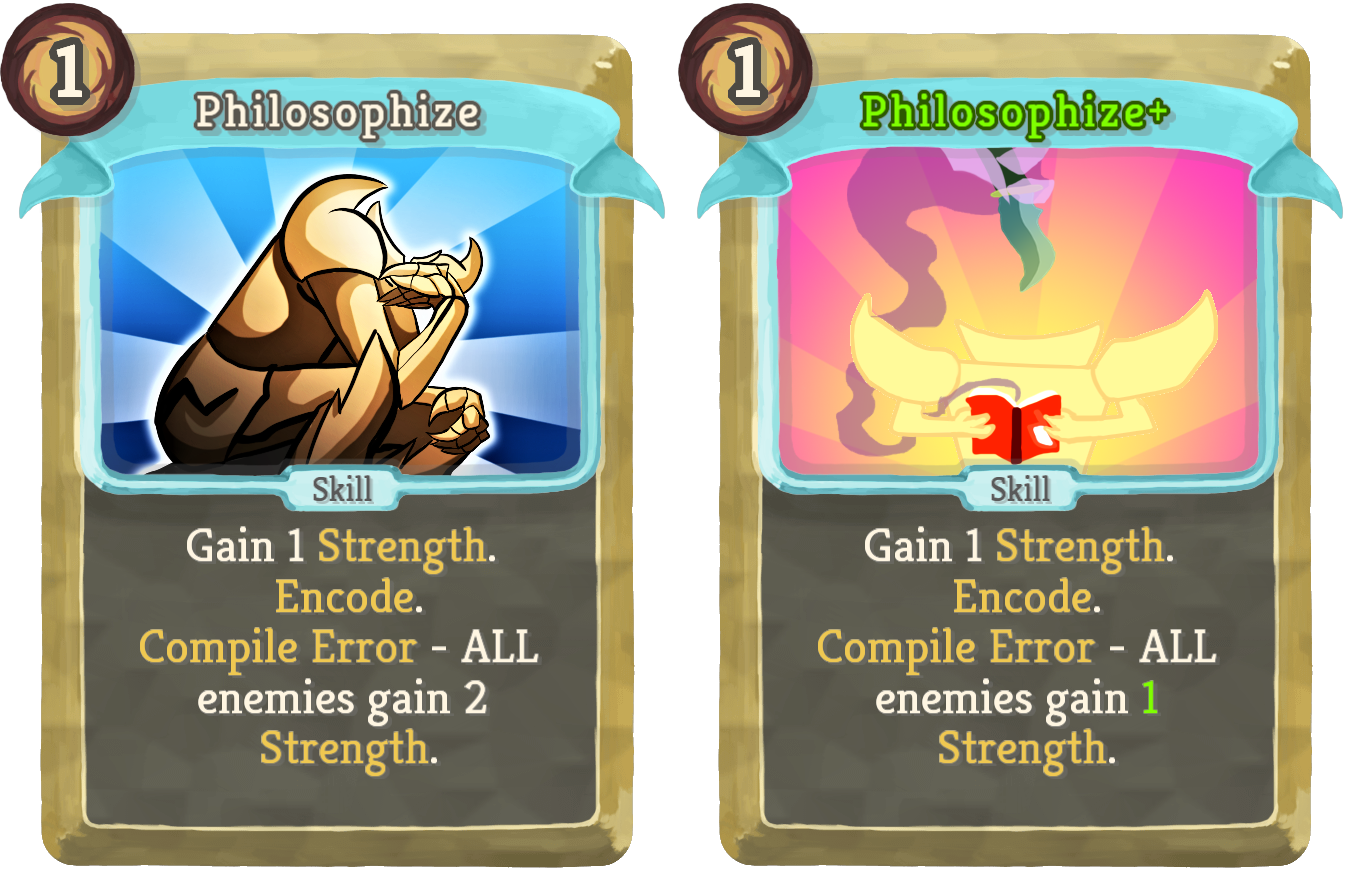 1
Philosophize
Skill
Gain 1 Strength.
Encode.
Compile Error - ALL
enemies gain 2
Strength.
1
Philosophize+
Skill
Gain 1 Strength.
Encode.
Compile Error - ALL
enemies gain 1
Strength.